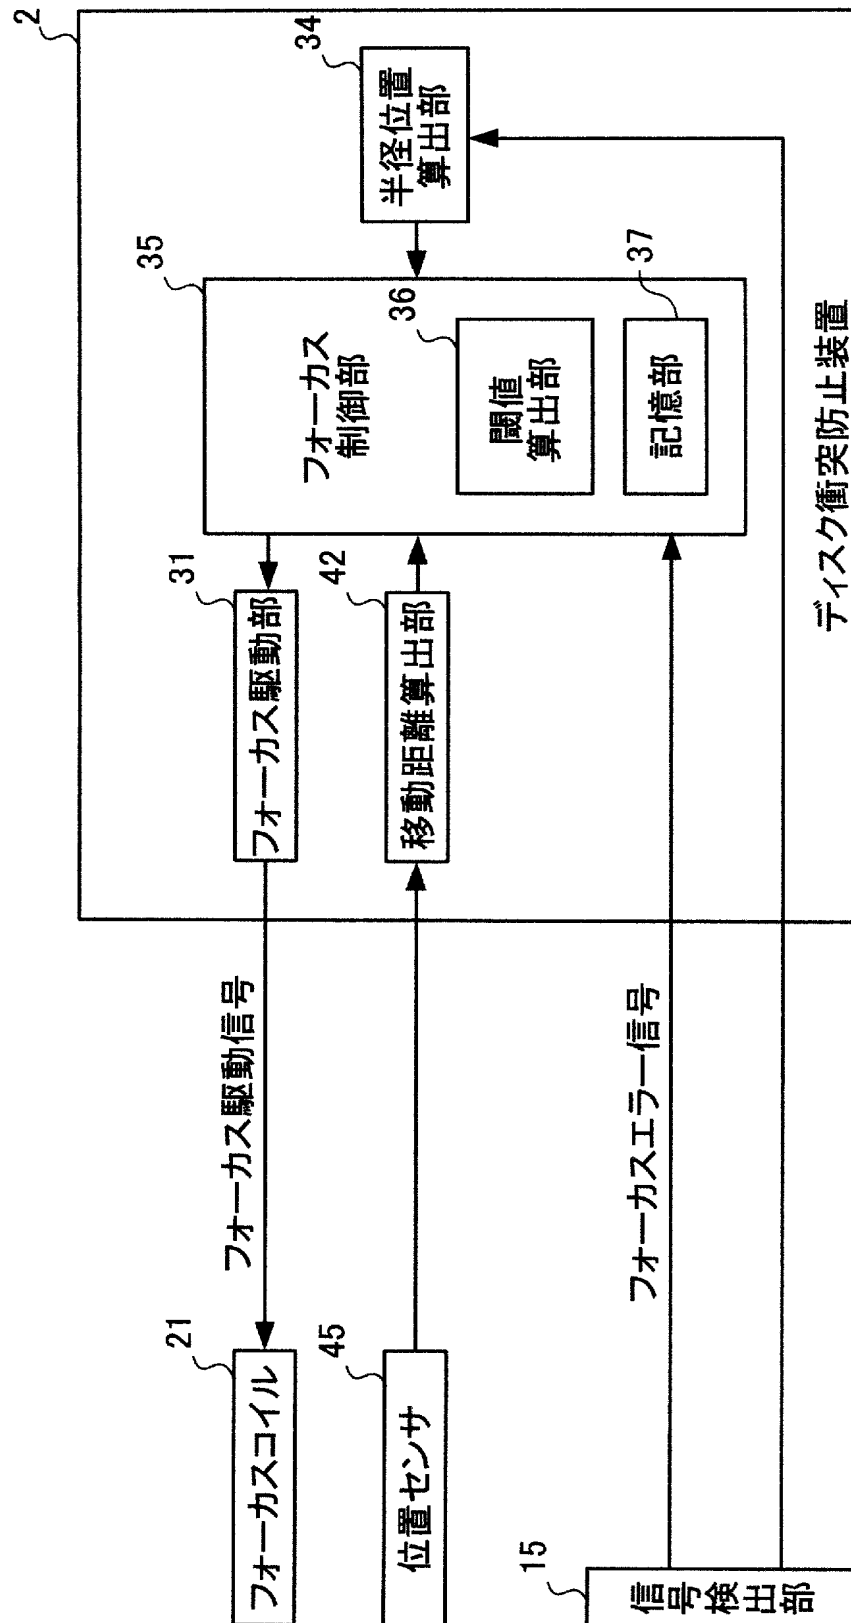 2
フォーカスコイル
21
フォーカス駆動信号
フォーカス駆動部
31
フォーカス
制御部
35
半径位置
算出部
34
位置センサ
45
移動距離算出部
42
閾値
算出部
36
記憶部
37
信号検出部
15
フォーカスエラー信号
ディスク衝突防止装置